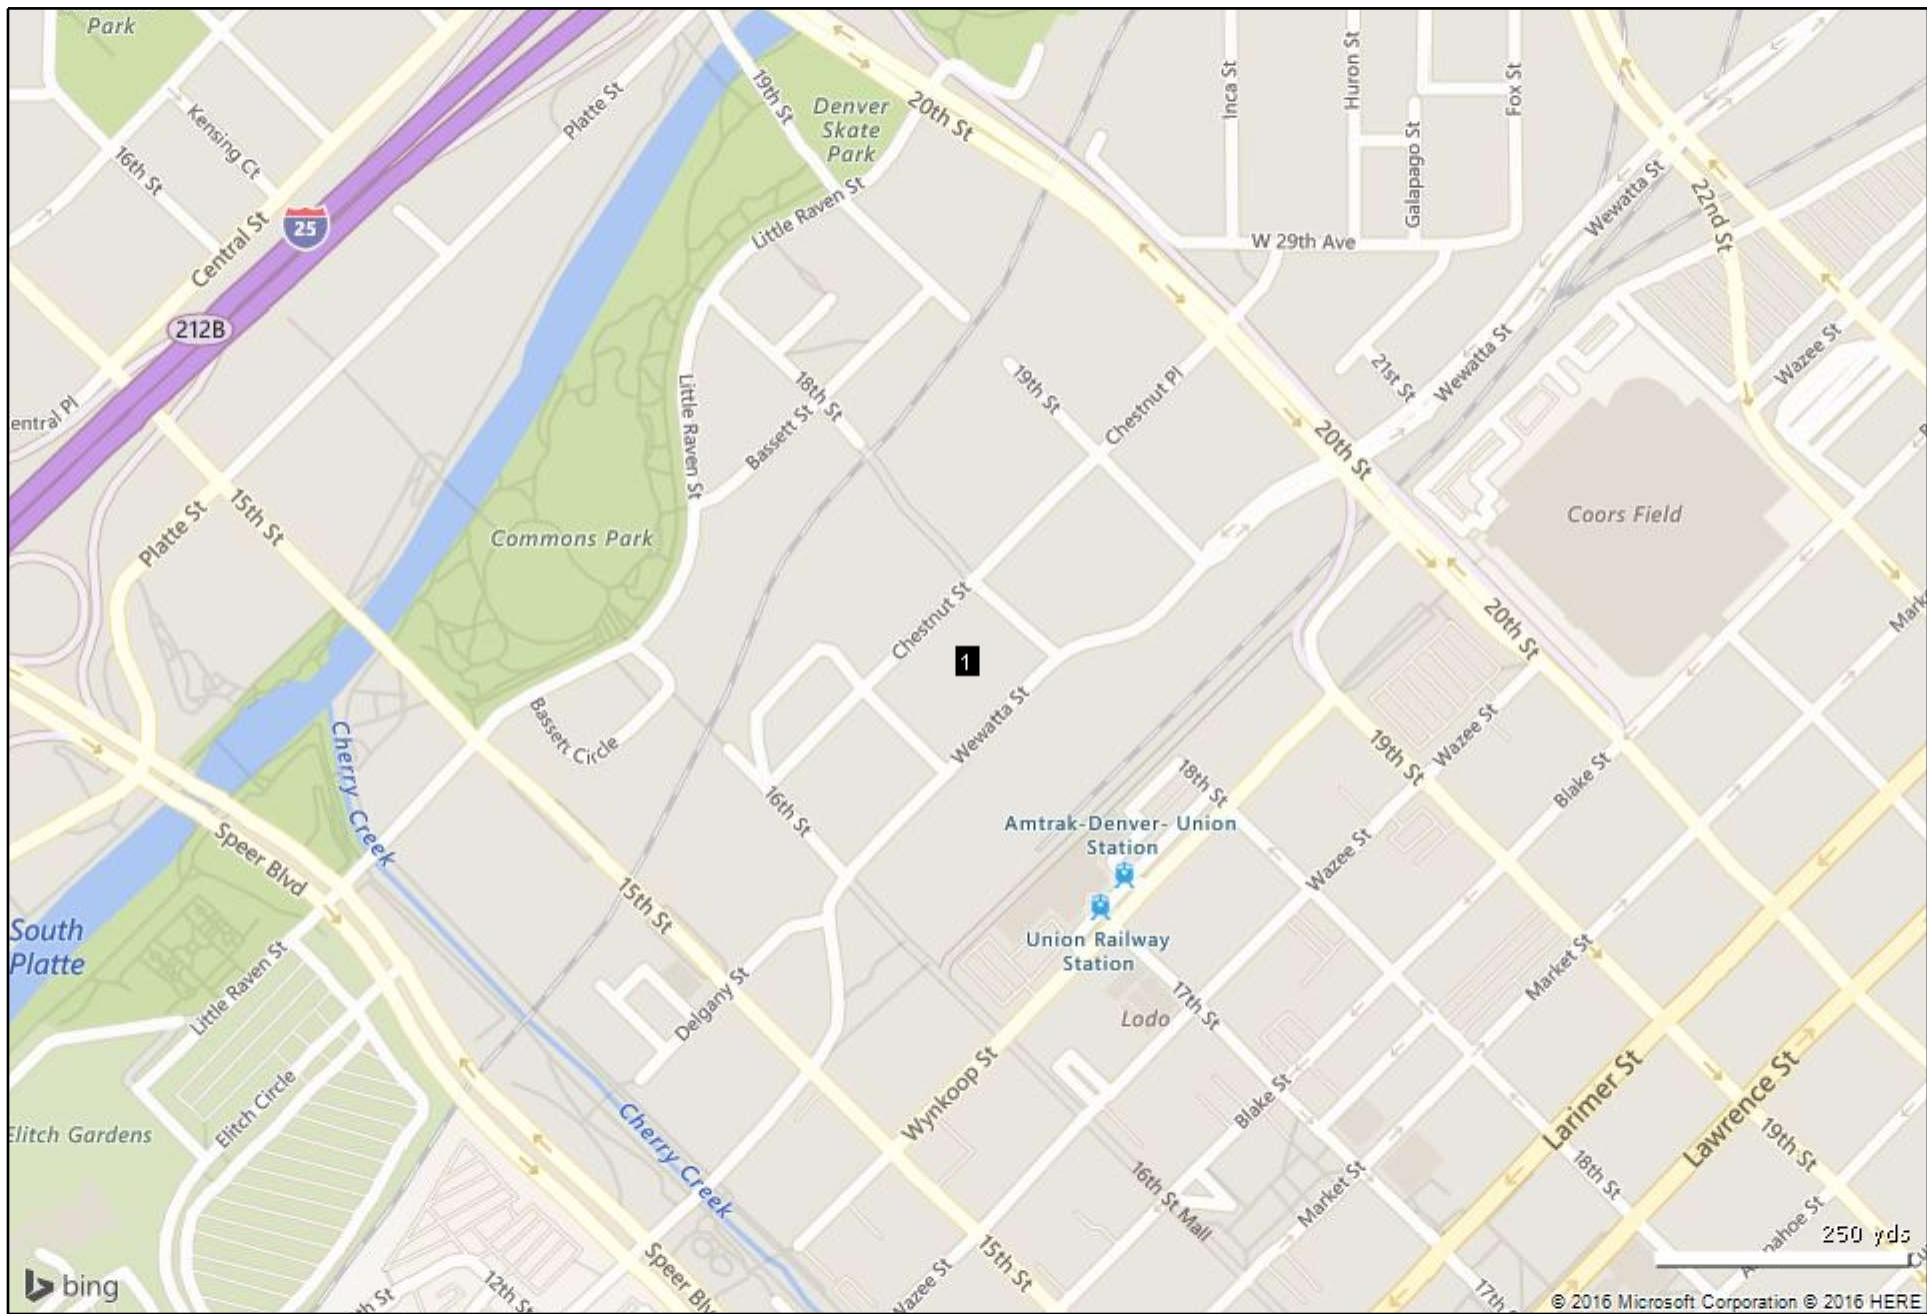 Park
Kensing Ct
16th St
Platte St
19th St
Denver
Skate
Park
20th St
Inca St
Huron St
Galapago St
Fox St
Wewatta St
22nd St
Central St
25
Little Raven St
W 29th Ave
212B
Wazee St
21st St
Wewatta St
entral Pl
Little Raven St
18th St
Bassett St
19th St
Chestnut Pl
20th St
Platte St
15th St
Commons Park
Coors Field
Chestnut St
20th St
1
Bassett Circle
Cherry Creek
Wewatta St
19th St
Wazee St
16th St
18th St
Blake St
Amtrak-Denver- Union
Station
Speer Blvd
Wazee St
15th St
South
Platte
Union Railway
Station
Little Raven St
Delgany St
Market St
17th St
Lodo
Larimer St
Lawrence St
Elitch Circle
Elitch Gardens
Wynkoop St
Blake St
Cherry Creek
16th St Mall
Market St
18th St
19th St
250 yds
bing
12th St
Speer Blv
Wazee St
15th St
17th St
© 2016 Microsoft Corporation © 2016 HERE